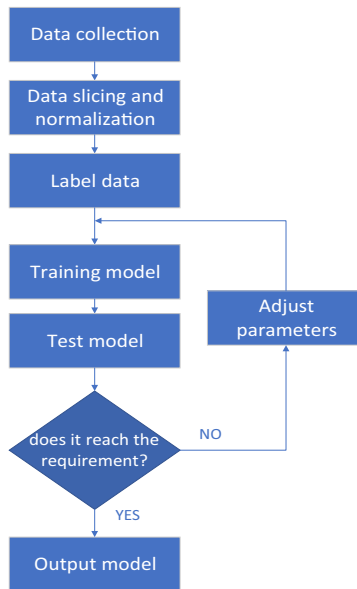 Data collection
Data slicing and
normalization
Label data
Training model
Adjust
parameters
Test model
does it reach the
requirement?
NO
YES
Output model